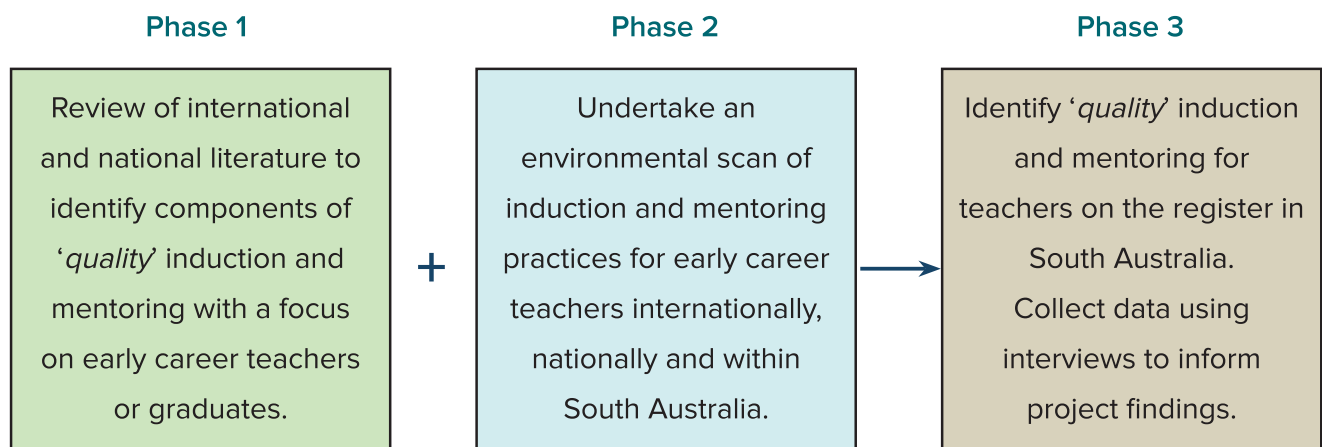 Phase 1
Review of international
and national literature to
identify components of
‘quality’ induction and
mentoring with a focus
on early career teachers
or graduates.
+
Phase 2
Undertake an
environmental scan of
induction and mentoring
practices for early career
teachers internationally,
nationally and within
South Australia.
Phase 3
Identify ‘quality’ induction
and mentoring for
teachers on the register in
South Australia.
Collect data using
interviews to inform
project findings.